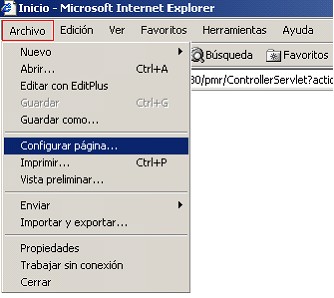 Inicio - Microsoft Internet Explorer
Archivo Edición Ver Favoritos Herramientas Ayuda
Nuevo
Abrir... Ctrl+A
Editar con EditPlus
Guardar Ctrl+G
Guardar como...
Configurar página...
Imprimir... Ctrl+P
Vista preliminar...
Enviar
Importar y exportar...
Propiedades
Trabajar sin conexión
Cerrar
Búsqueda Favoritos
30/pmr/ControllerServlet?actio